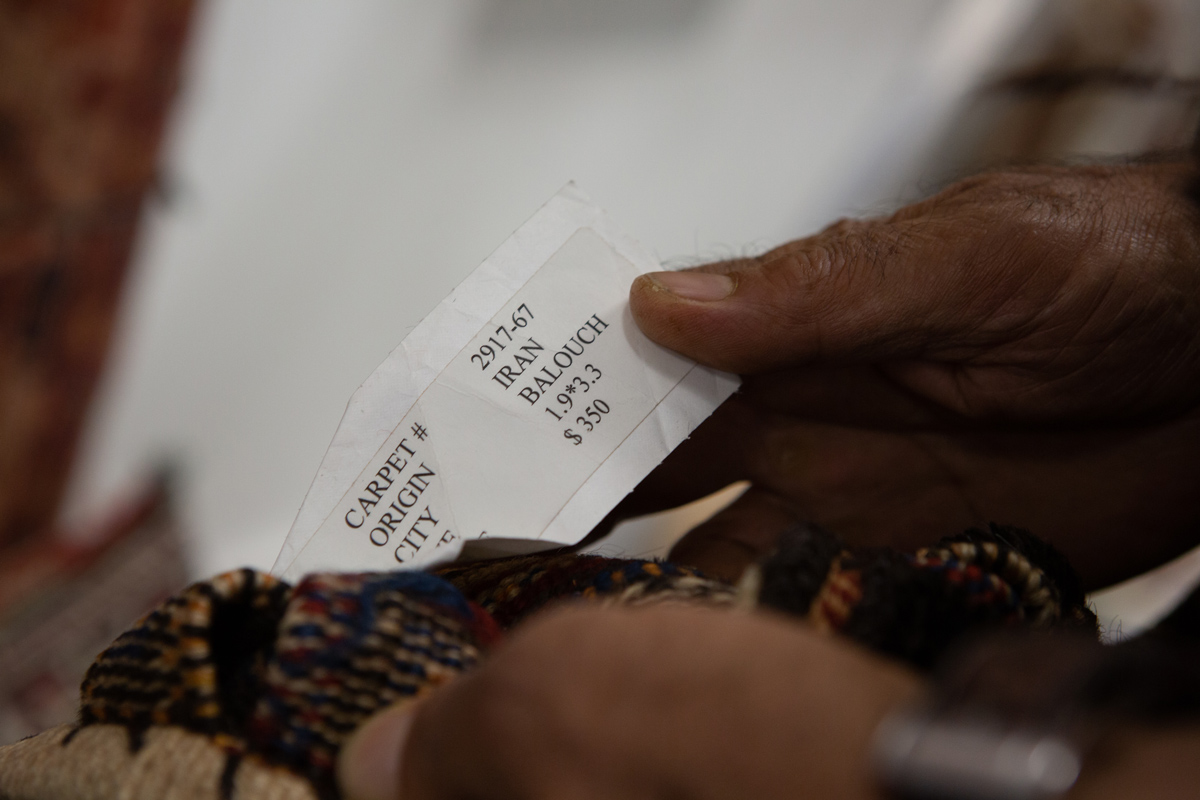 CARPET # 2917-67
ORIGIN IRAN
CITY BALOUCH
1.9*3.3
$ 350